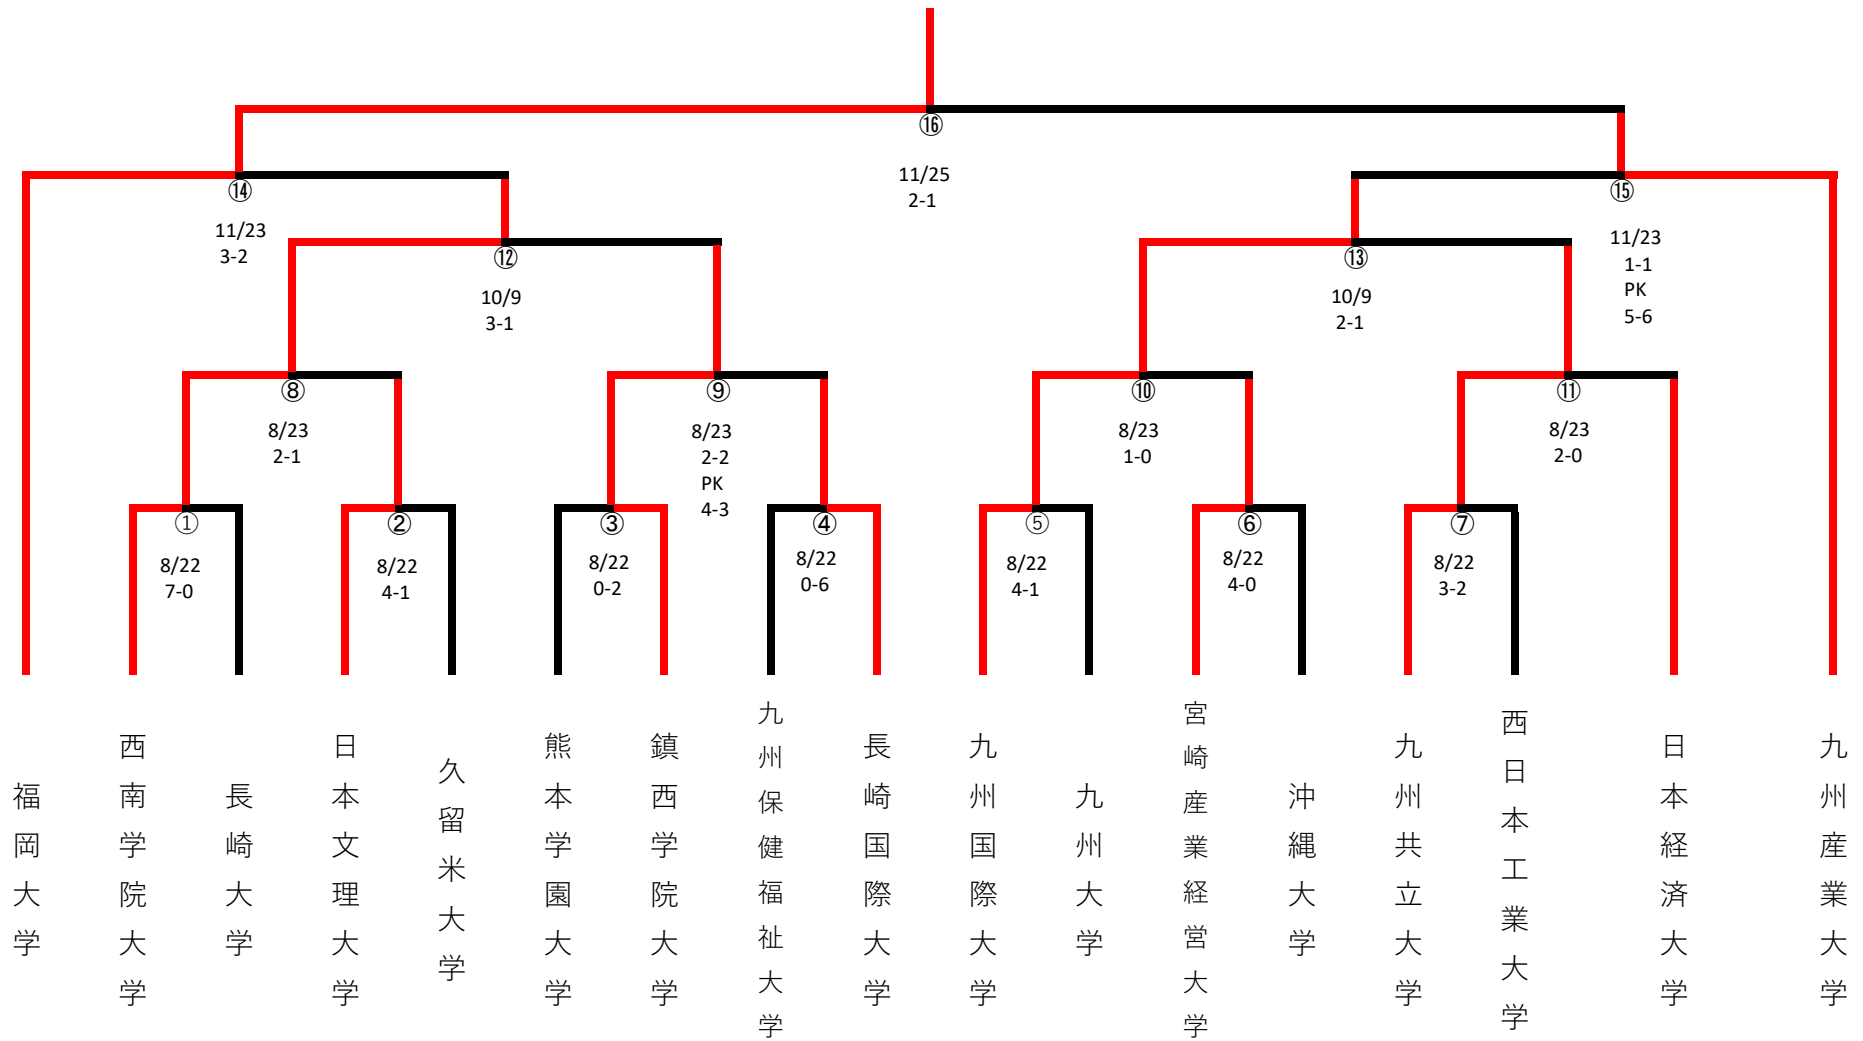 ⑯
11/25
2-1
⑭
11/23
3-2
⑮
11/23
1-1
PK
5-6
⑫
10/9
3-1
⑬
10/9
2-1
⑧
8/23
2-1
⑨
8/23
2-2
PK
4-3
⑩
8/23
1-0
⑪
8/23
2-0
①
8/22
7-0
②
8/22
4-1
③
8/22
0-2
④
8/22
0-6
⑤
8/22
4-1
⑥
8/22
4-0
⑦
8/22
3-2
福岡大学
西南学院大学
長崎大学
日本文理大学
久留米大学
熊本学園大学
鎮西学院大学
九州保健福祉大学
長崎国際大学
九州国際大学
九州大学
宮崎産業経営大学
沖縄大学
九州共立大学
西日本工業大学
日本経済大学
九州産業大学